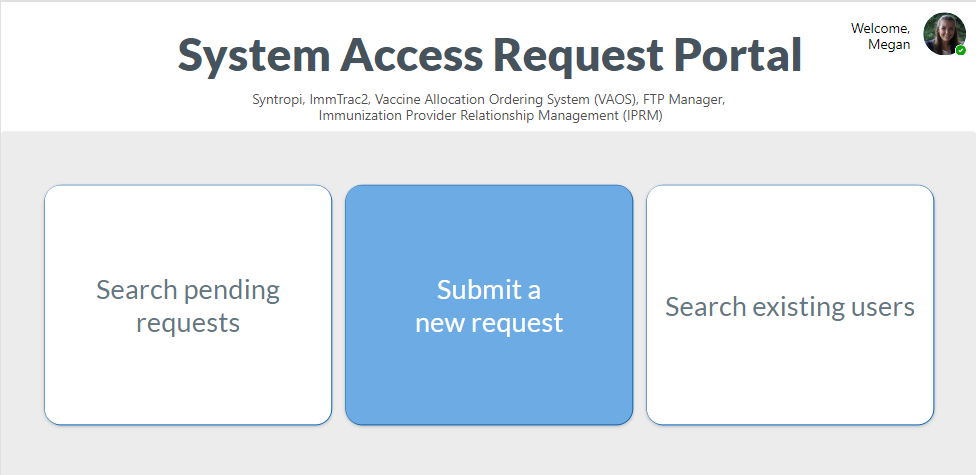 Welcome,
Megan
System Access Request Portal
Syntropi, ImmTrac2, Vaccine Allocation Ordering System (VAOS), FTP Manager,
Immunization Provider Relationship Management (IPRM)
Search pending
requests
Submit a
new request
Search existing users